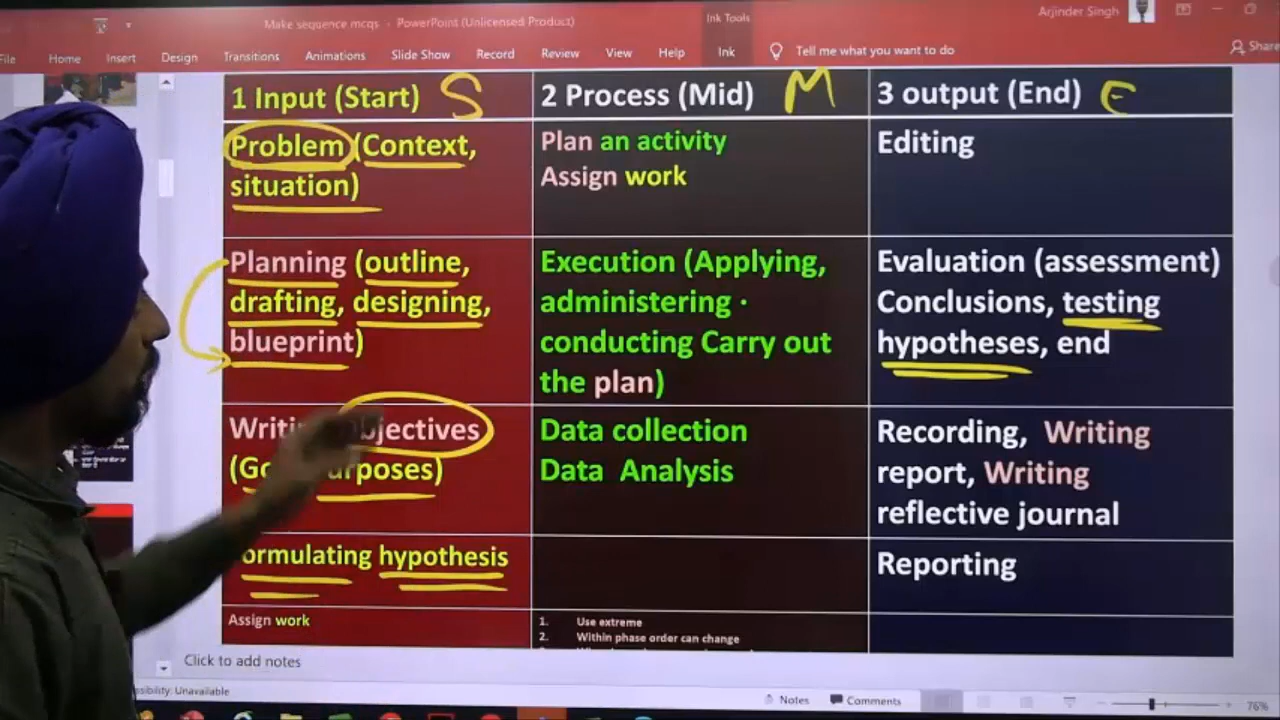 Make sequence mcqs - PowerPoint (Unlicensed Product)
Ink Tools
Arjinder Singh
File Home Insert Design Transitions Animations Slide Show Record Review View Help Ink Tell me what you want to do Share
1 Input (Start) S
2 Process (Mid) M
3 output (End) E
Problem (Context,
situation)
Plan an activity
Assign work
Editing
Planning (outline,
drafting, designing,
blueprint)
Execution (Applying,
administering ·
conducting Carry out
the plan)
Evaluation (assessment)
Conclusions, testing
hypotheses, end
jectives
urposes)
Data collection
Data Analysis
Recording, Writing
report, Writing
reflective journal
ormulating hypothesis
Reporting
Assign work
1. Use extreme
2. Within phase order can change
Click to add notes
ssibility: Unavailable
Notes Comments
76%